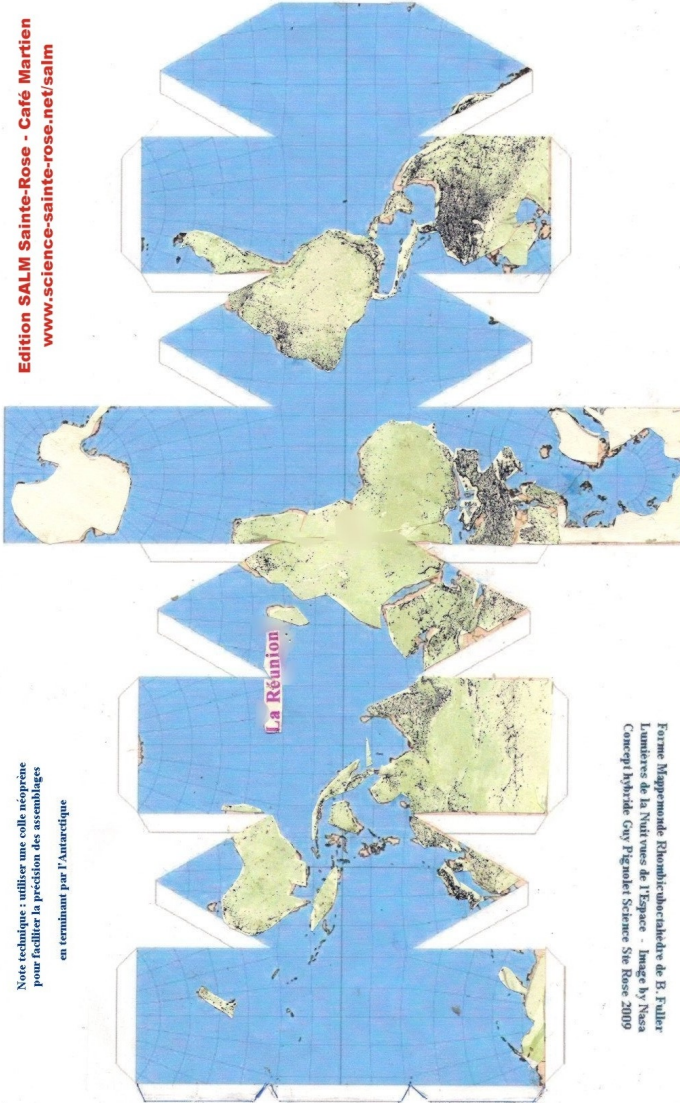 Edition SALM Sainte-Rose - Café Martien
www.science-sainte-rose.net/salm
La Réunion
Note technique : utiliser une colle néoprène
pour faciliter la précision des assemblages
en terminant par l'Antarctique
Forme Mappemonde Rhombicuboctahèdre de B. Fuller
Lumières de la Nuit vues de l'Espace - Image by Nasa
Concept hybride Guy Pignolet Science Ste Rose 2009